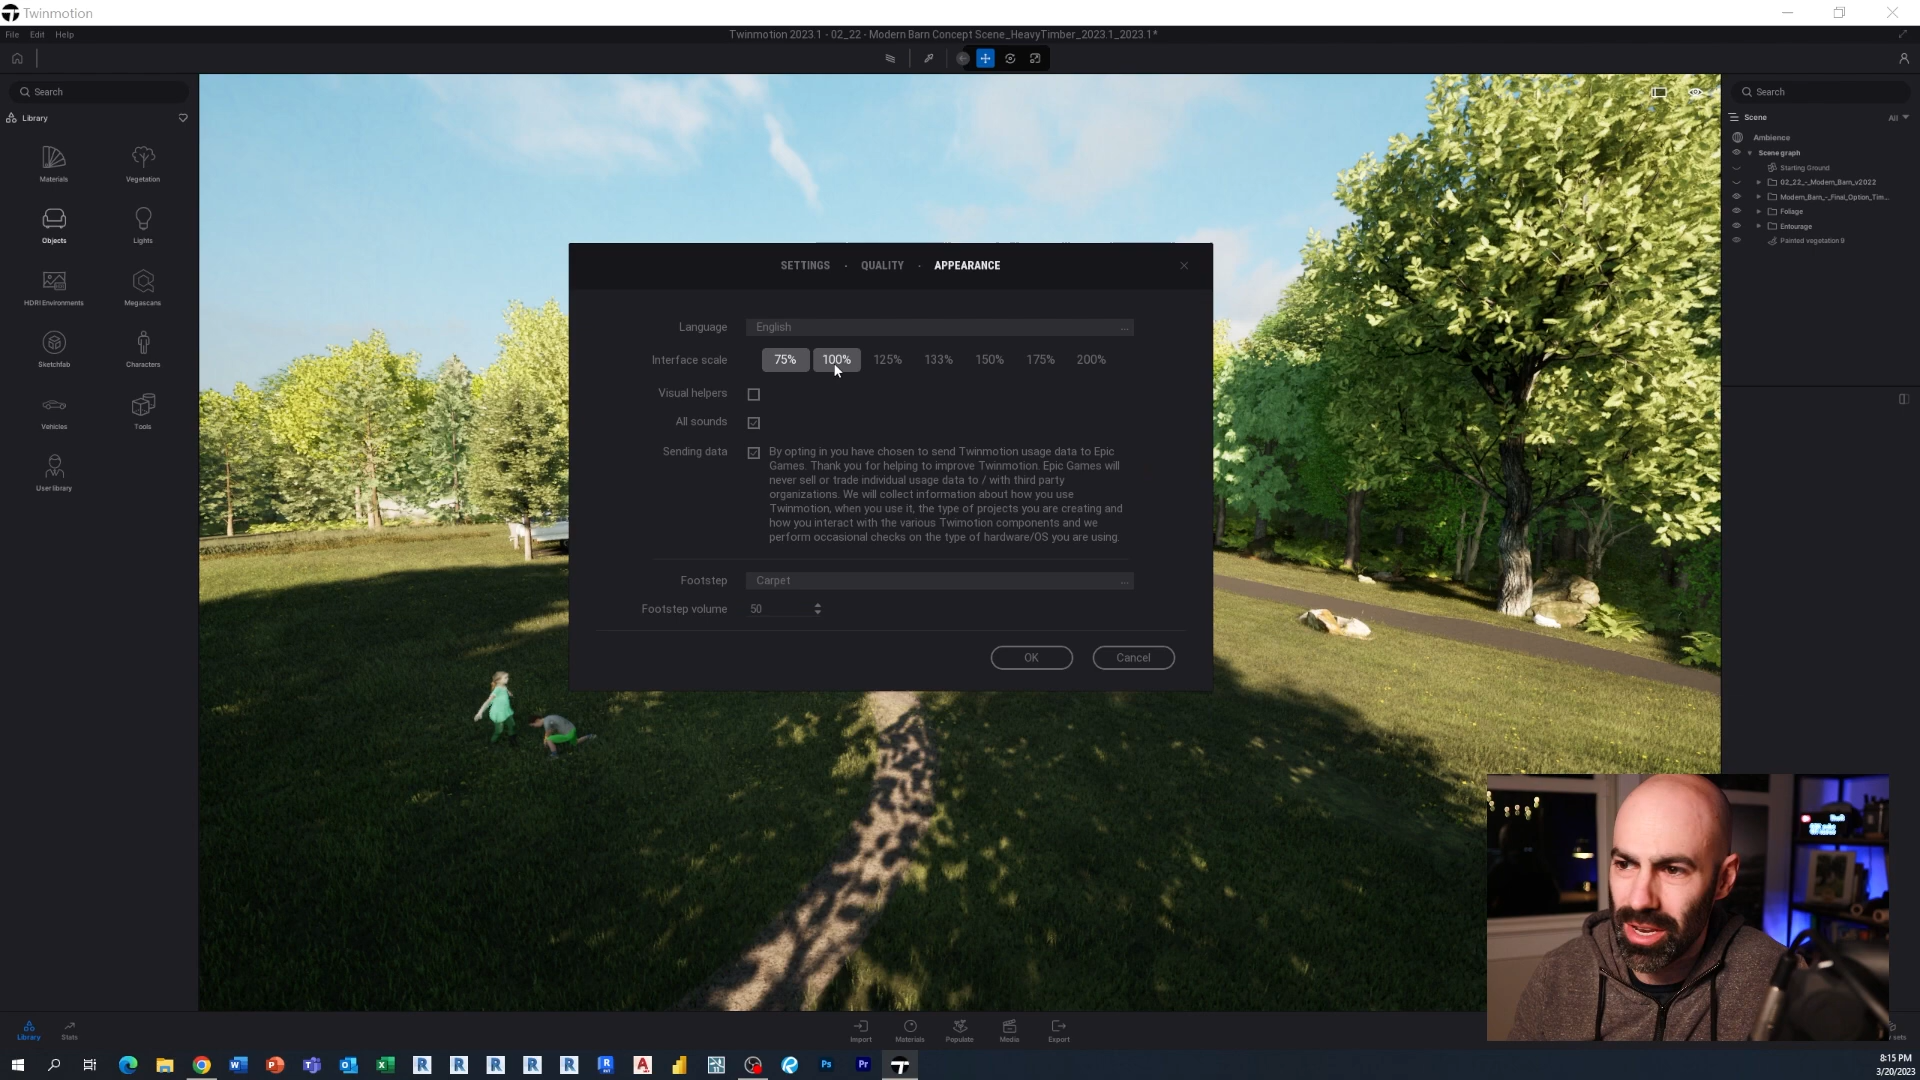 Twinmotion
File Edit Help
Twinmotion 2023.1 - 02_22 - Modern Barn Concept Scene_HeavyTimber_2023.1_2023.1*
Search
Library
Materials
Vegetation
Objects
Lights
HDRI Environments
Megascans
Sketchfab
Characters
Vehicles
Tools
User library
SETTINGS · QUALITY · APPEARANCE
Language English ...
Interface scale 75% 100% 125% 133% 150% 175% 200%
Visual helpers
All sounds
Sending data By opting in you have chosen to send Twinmotion usage data to Epic
Games. Thank you for helping to improve Twinmotion. Epic Games will
never sell or trade individual usage data to / with third party
organizations. We will collect information about how you use
Twinmotion, when you use it, the type of projects you are creating and
how you interact with the various Twimotion components and we
perform occasional checks on the type of hardware/OS you are using.
Footstep Carpet ...
Footstep volume 50
OK Cancel
Search
Scene All
Ambience
Scene graph
Starting Ground
02_22_-_Modern_Barn_v2022
Modern_Barn_-_Final_Option_Tim...
Foliage
Entourage
Painted vegetation 9
Library Stats
Import Materials Populate Media Export
sets
8:15 PM
3/20/2023